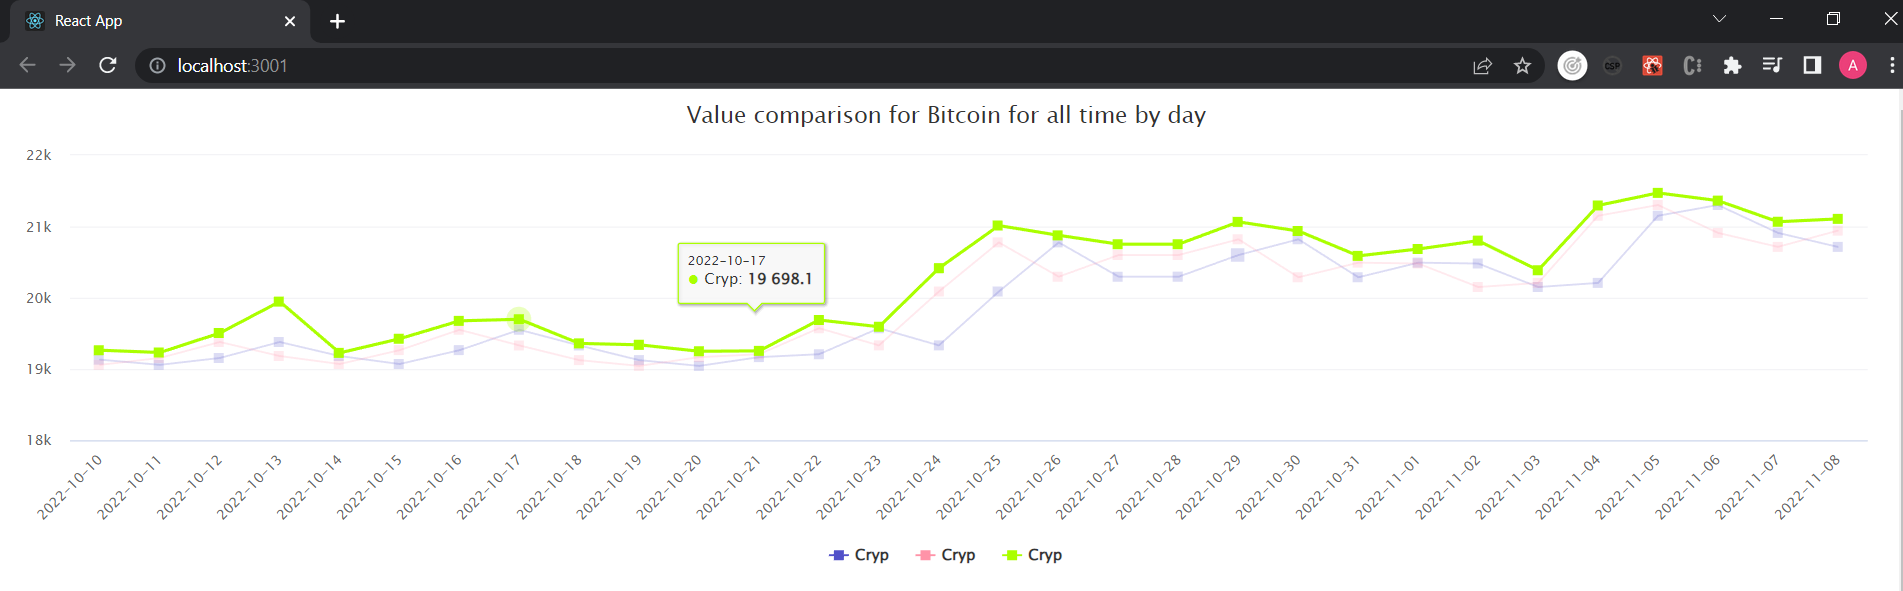 React App
localhost:3001
CSP
A
Value comparison for Bitcoin for all time by day
22k
21k
20k
19k
18k
2022-10-17
Cryp: 19 698.1
2022-10-10
2022-10-11
2022-10-12
2022-10-13
2022-10-14
2022-10-15
2022-10-16
2022-10-17
2022-10-18
2022-10-19
2022-10-20
2022-10-21
2022-10-22
2022-10-23
2022-10-24
2022-10-25
2022-10-26
2022-10-27
2022-10-28
2022-10-29
2022-10-30
2022-10-31
2022-11-01
2022-11-02
2022-11-03
2022-11-04
2022-11-05
2022-11-06
2022-11-07
2022-11-08
Cryp Cryp Cryp